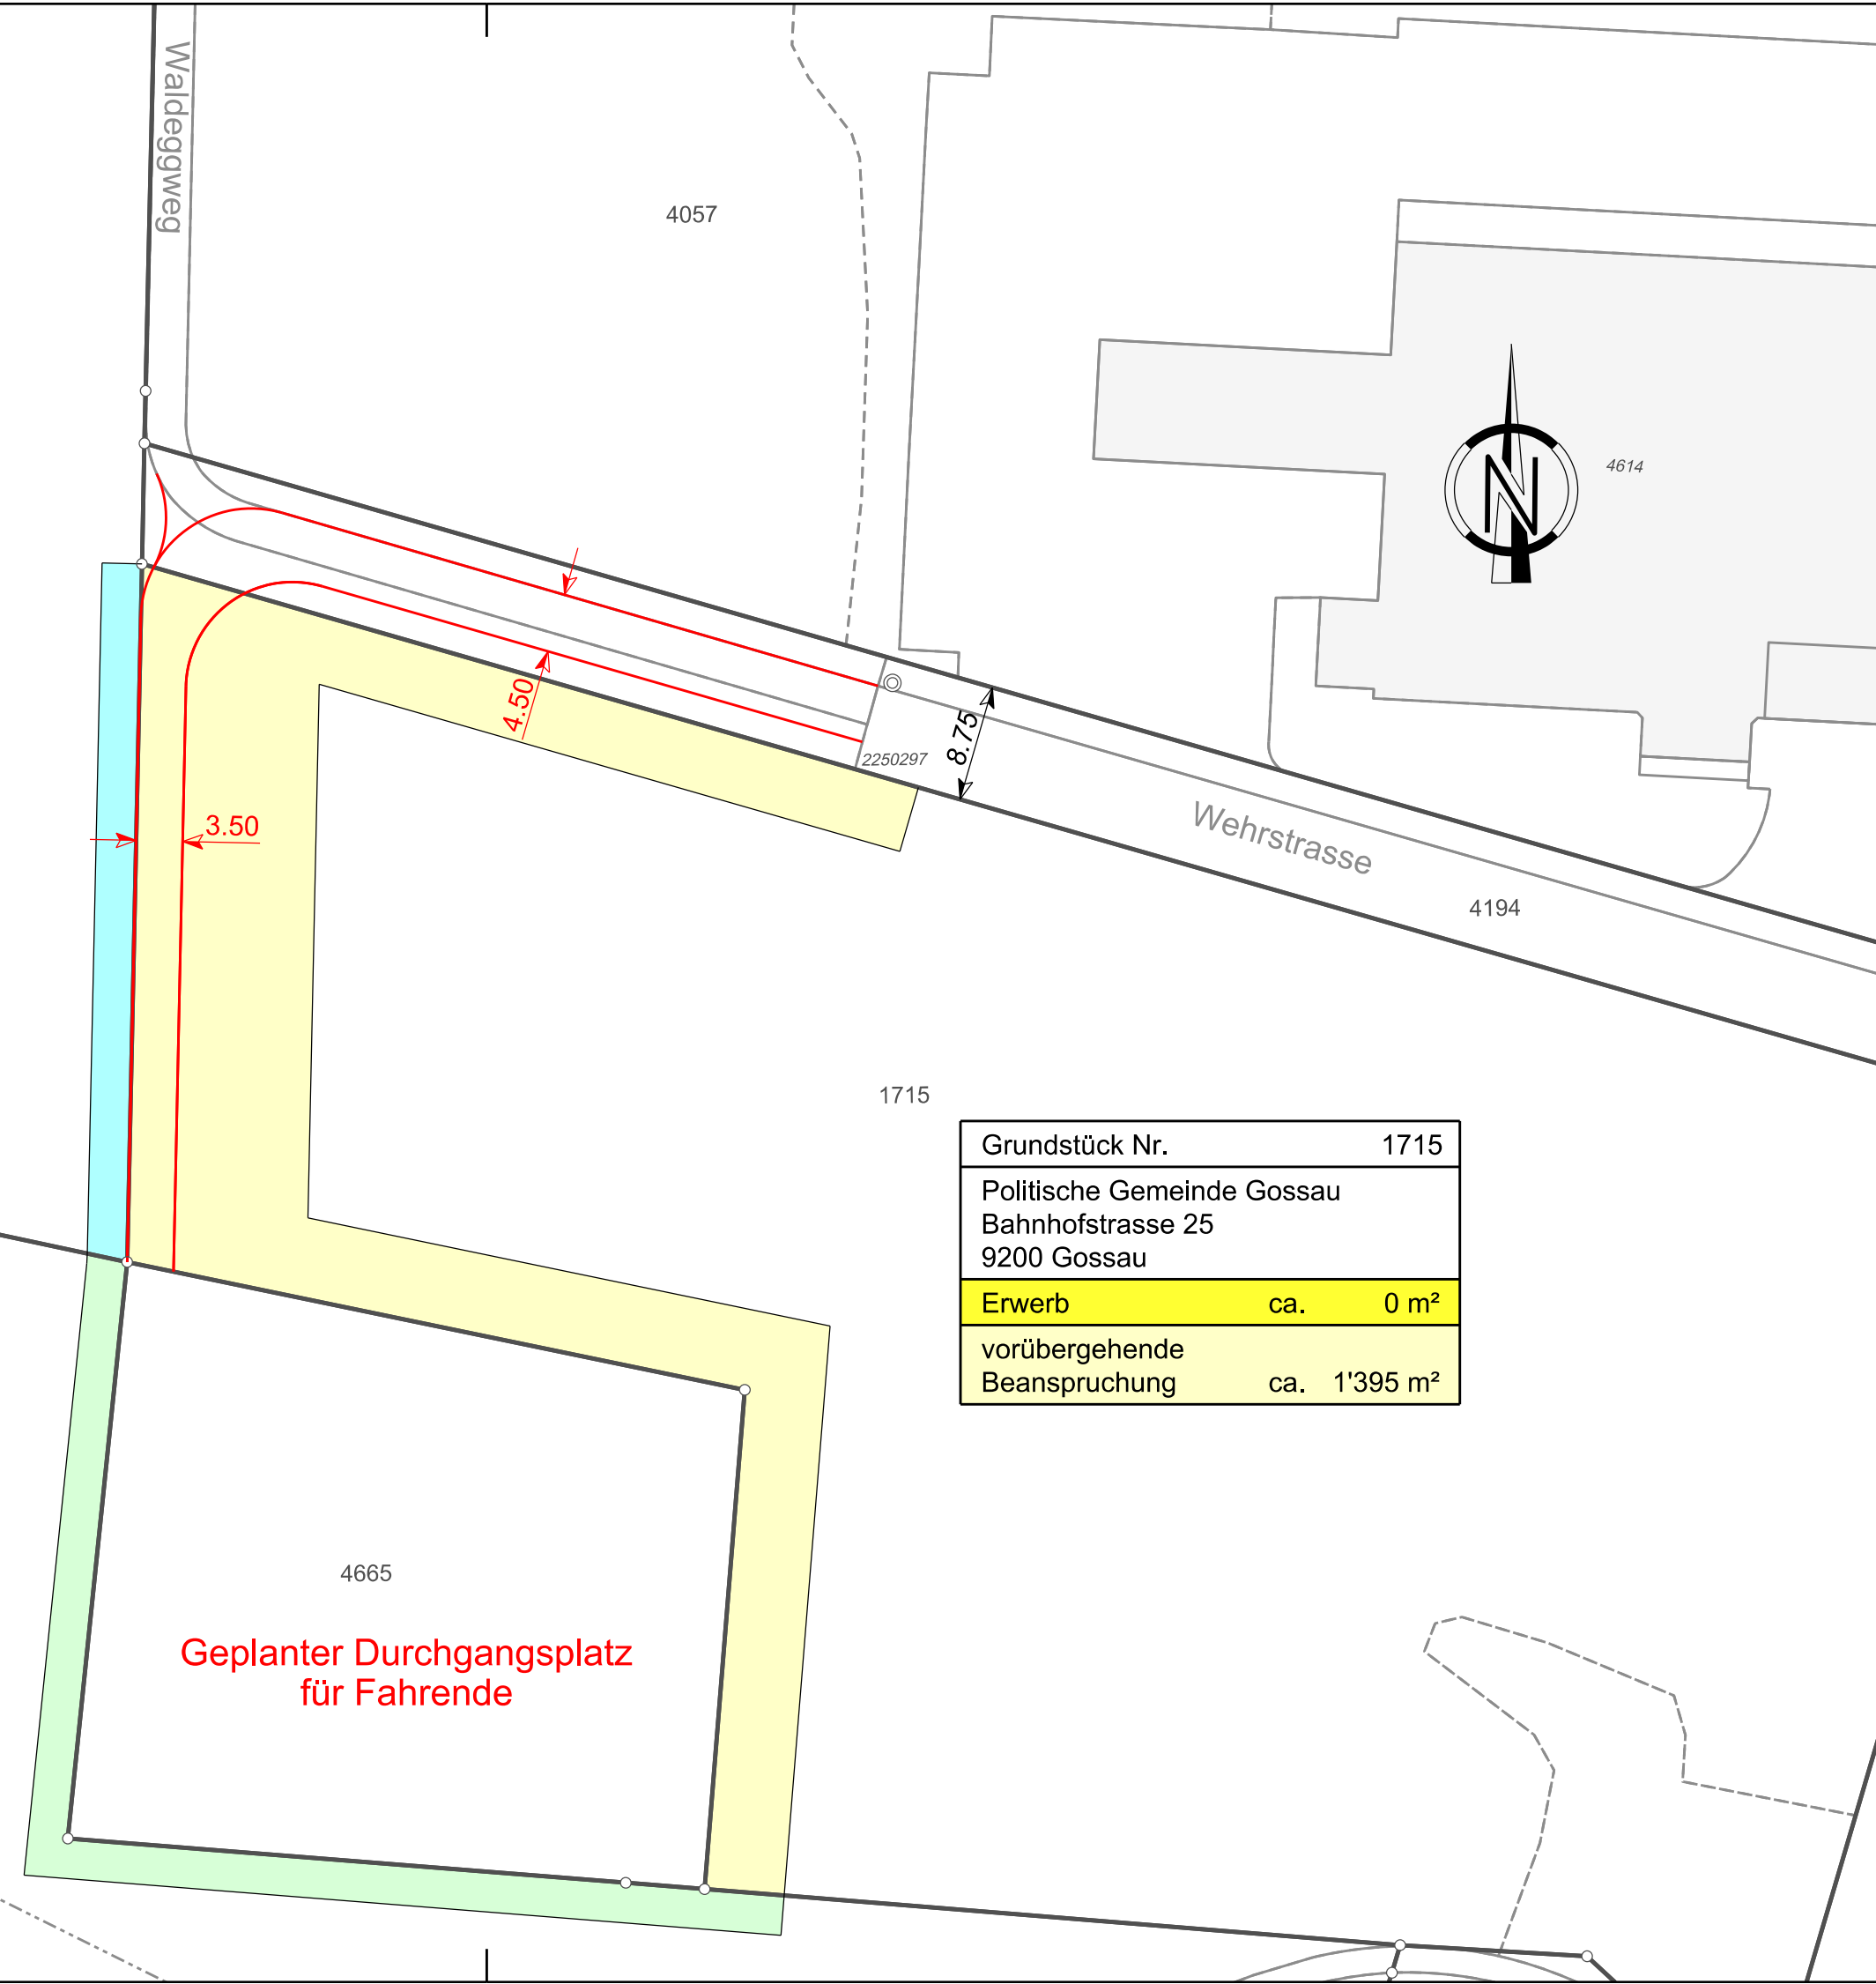 Waldeggweg
4057
N
4614
4.50
8.75
2250297
3.50
Wehrstrasse
4194
1715
Grundstück Nr. 1715
Politische Gemeinde Gossau
Bahnhofstrasse 25
9200 Gossau
Erwerb ca. 0 m²
vorübergehende
Beanspruchung ca. 1'395 m²
4665
Geplanter Durchgangsplatz
für Fahrende